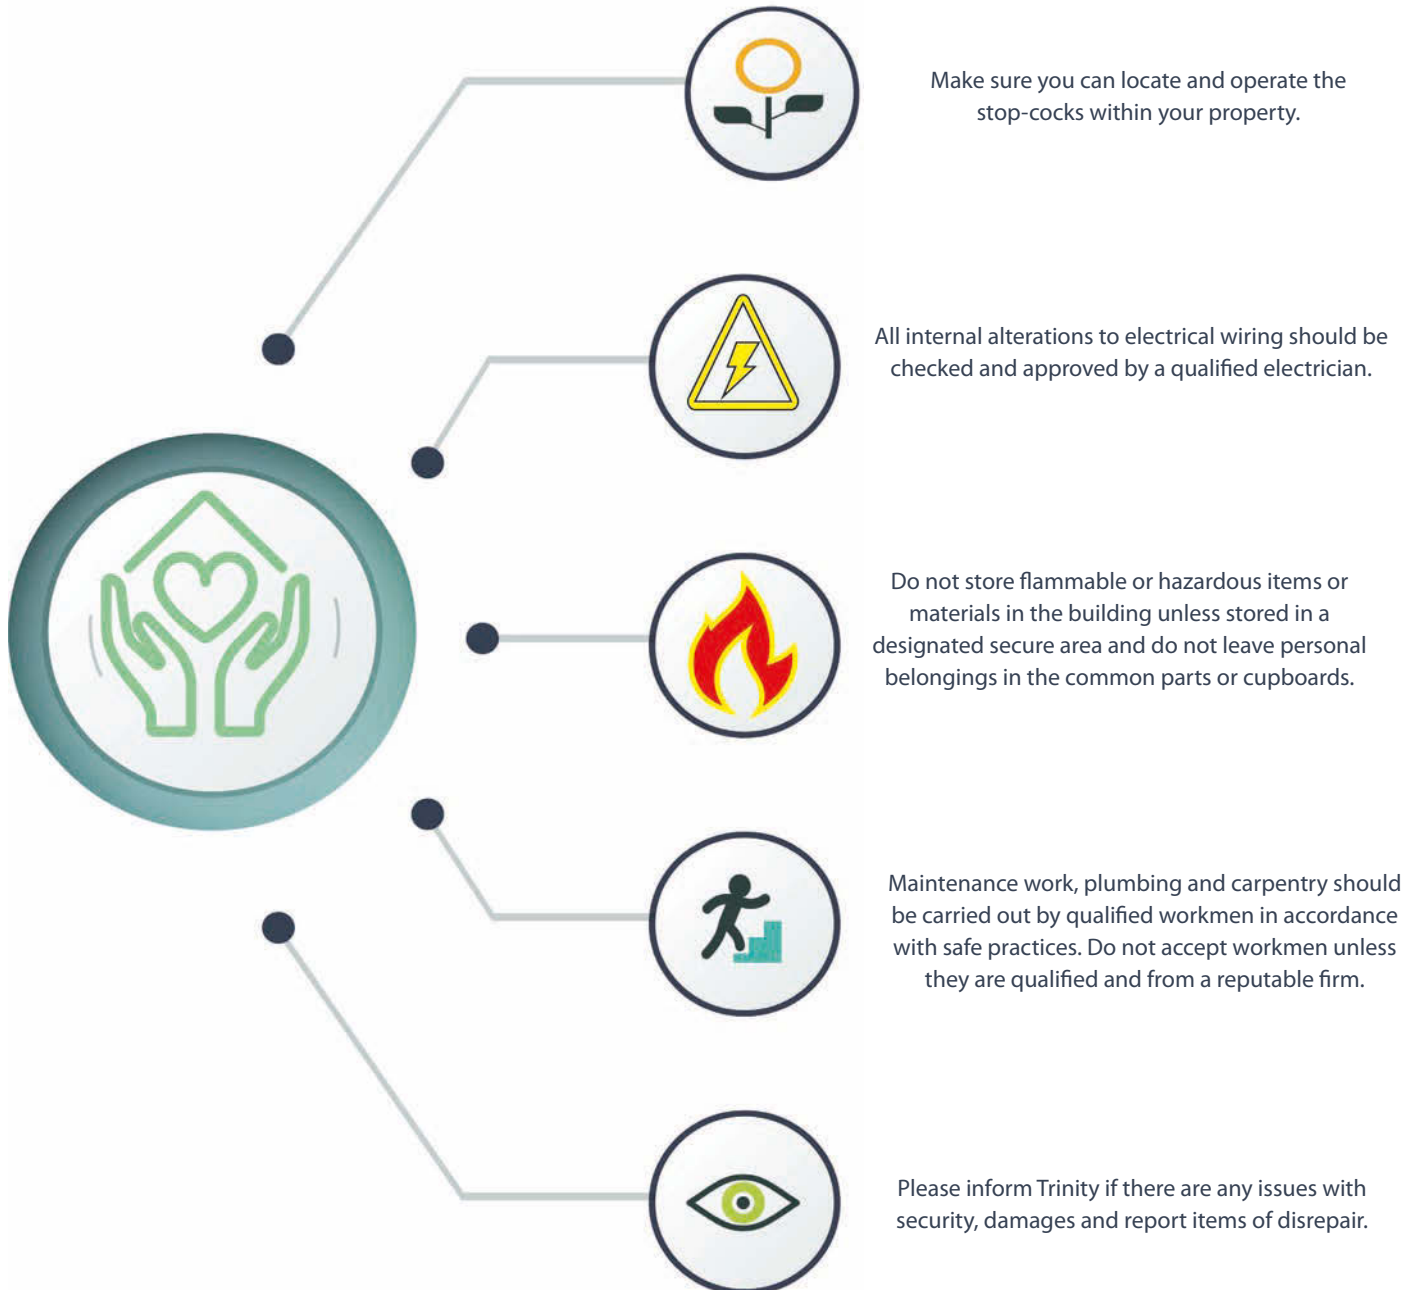 Make sure you can locate and operate the
stop-cocks within your property.
All internal alterations to electrical wiring should be
checked and approved by a qualified electrician.
Do not store flammable or hazardous items or
materials in the building unless stored in a
designated secure area and do not leave personal
belongings in the common parts or cupboards.
Maintenance work, plumbing and carpentry should
be carried out by qualified workmen in accordance
with safe practices. Do not accept workmen unless
they are qualified and from a reputable firm.
Please inform Trinity if there are any issues with
security, damages and report items of disrepair.